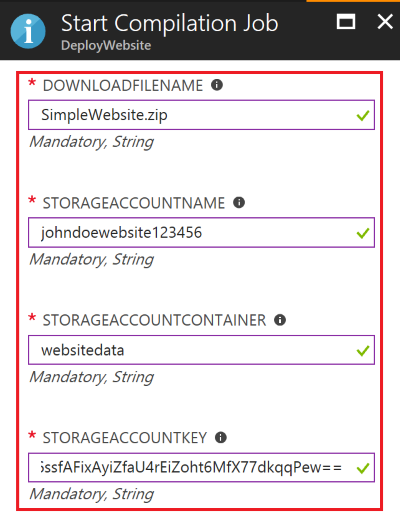 Start Compilation Job
DeployWebsite
* DOWNLOADFILENAME
SimpleWebsite.zip
Mandatory, String
* STORAGEACCOUNTNAME
johndoewebsite123456
Mandatory, String
* STORAGEACCOUNTCONTAINER
websitedata
Mandatory, String
* STORAGEACCOUNTKEY
ssfAFixAyiZfaU4rEiZoht6MfX77dkqqPew==
Mandatory, String